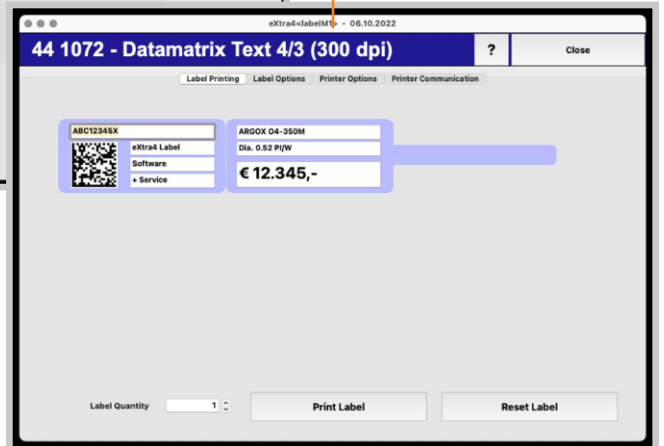 eXtra4<labelM1> - 06.10.2022
44 1072 - Datamatrix Text 4/3 (300 dpi)
?
Close
Label Printing Label Options Printer Options Printer Communication
ABC12345X
eXtra4 Label
Software
+ Service
ARGOX O4-350M
Dia. 0.52 PI/W
€ 12.345,-
Label Quantity 1
Print Label
Reset Label